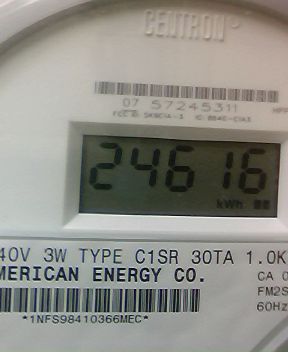 CENTRON®
07 57245311
24616
kWh
40V 3W TYPE C1SR 30TA 1.0K
MERICAN ENERGY CO.
CA 0
FM2S
60Hz
*1NFS98410366MEC*